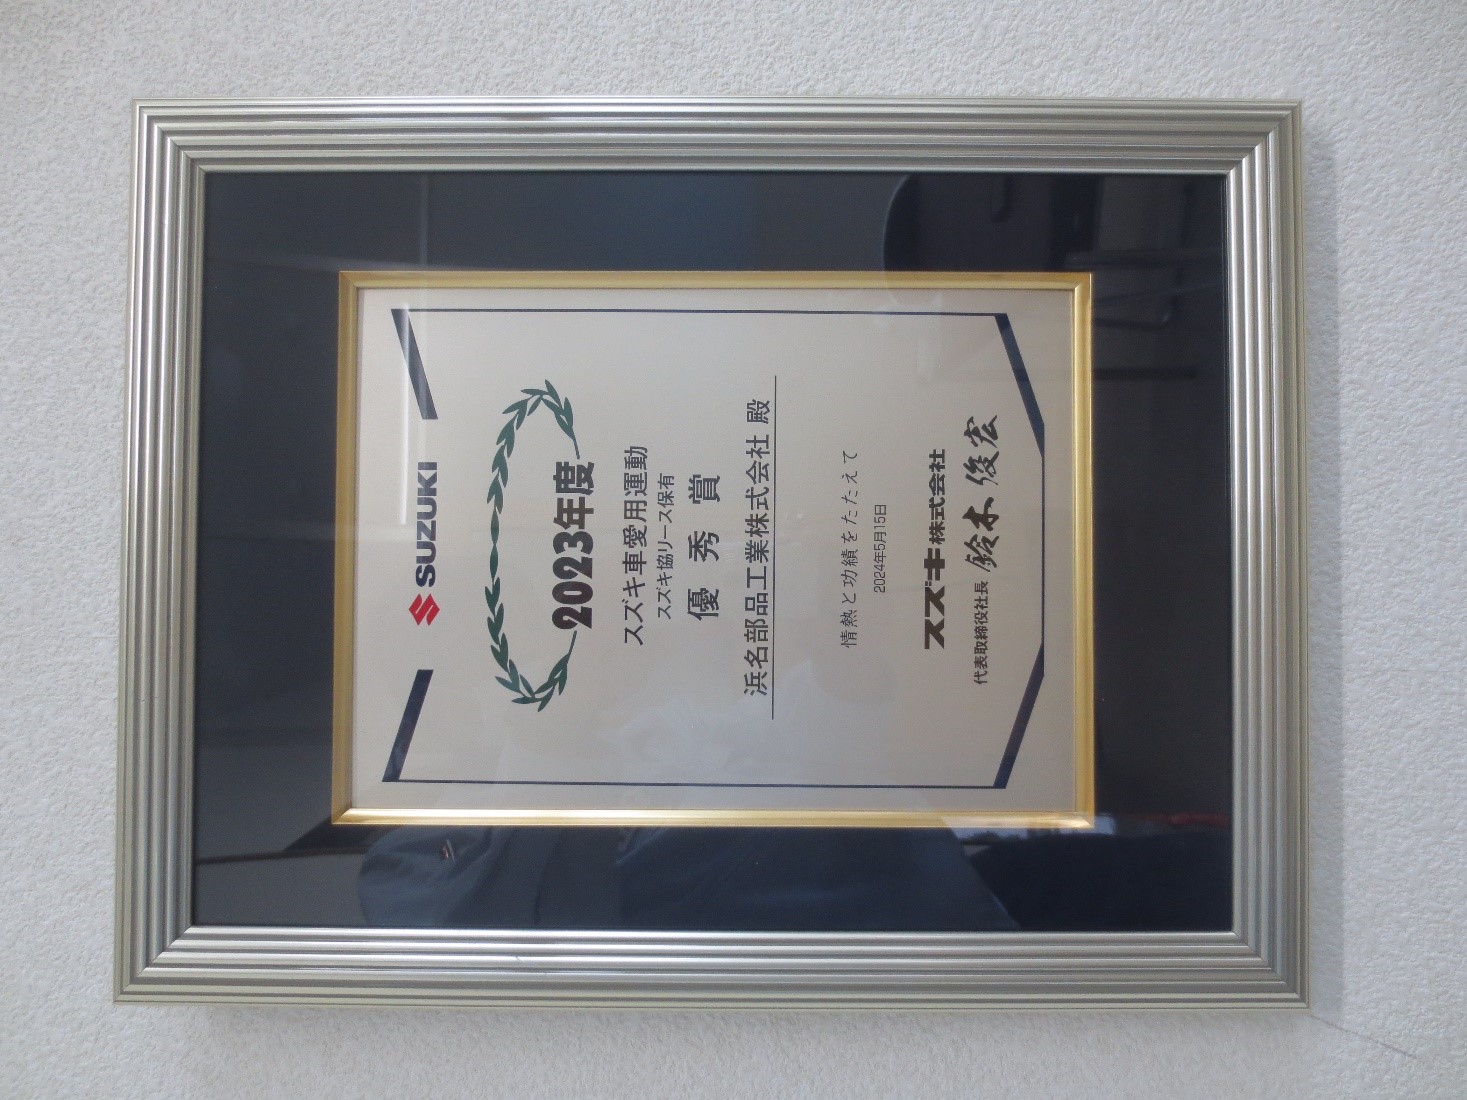 SUZUKI
2023年度
スズキ車愛用運動
スズキ協リース保有
優秀賞
浜名部品工業株式会社 殿
情熱と功績をたたえて
2024年5月15日
スズキ株式会社
代表取締役社長 鈴木俊宏